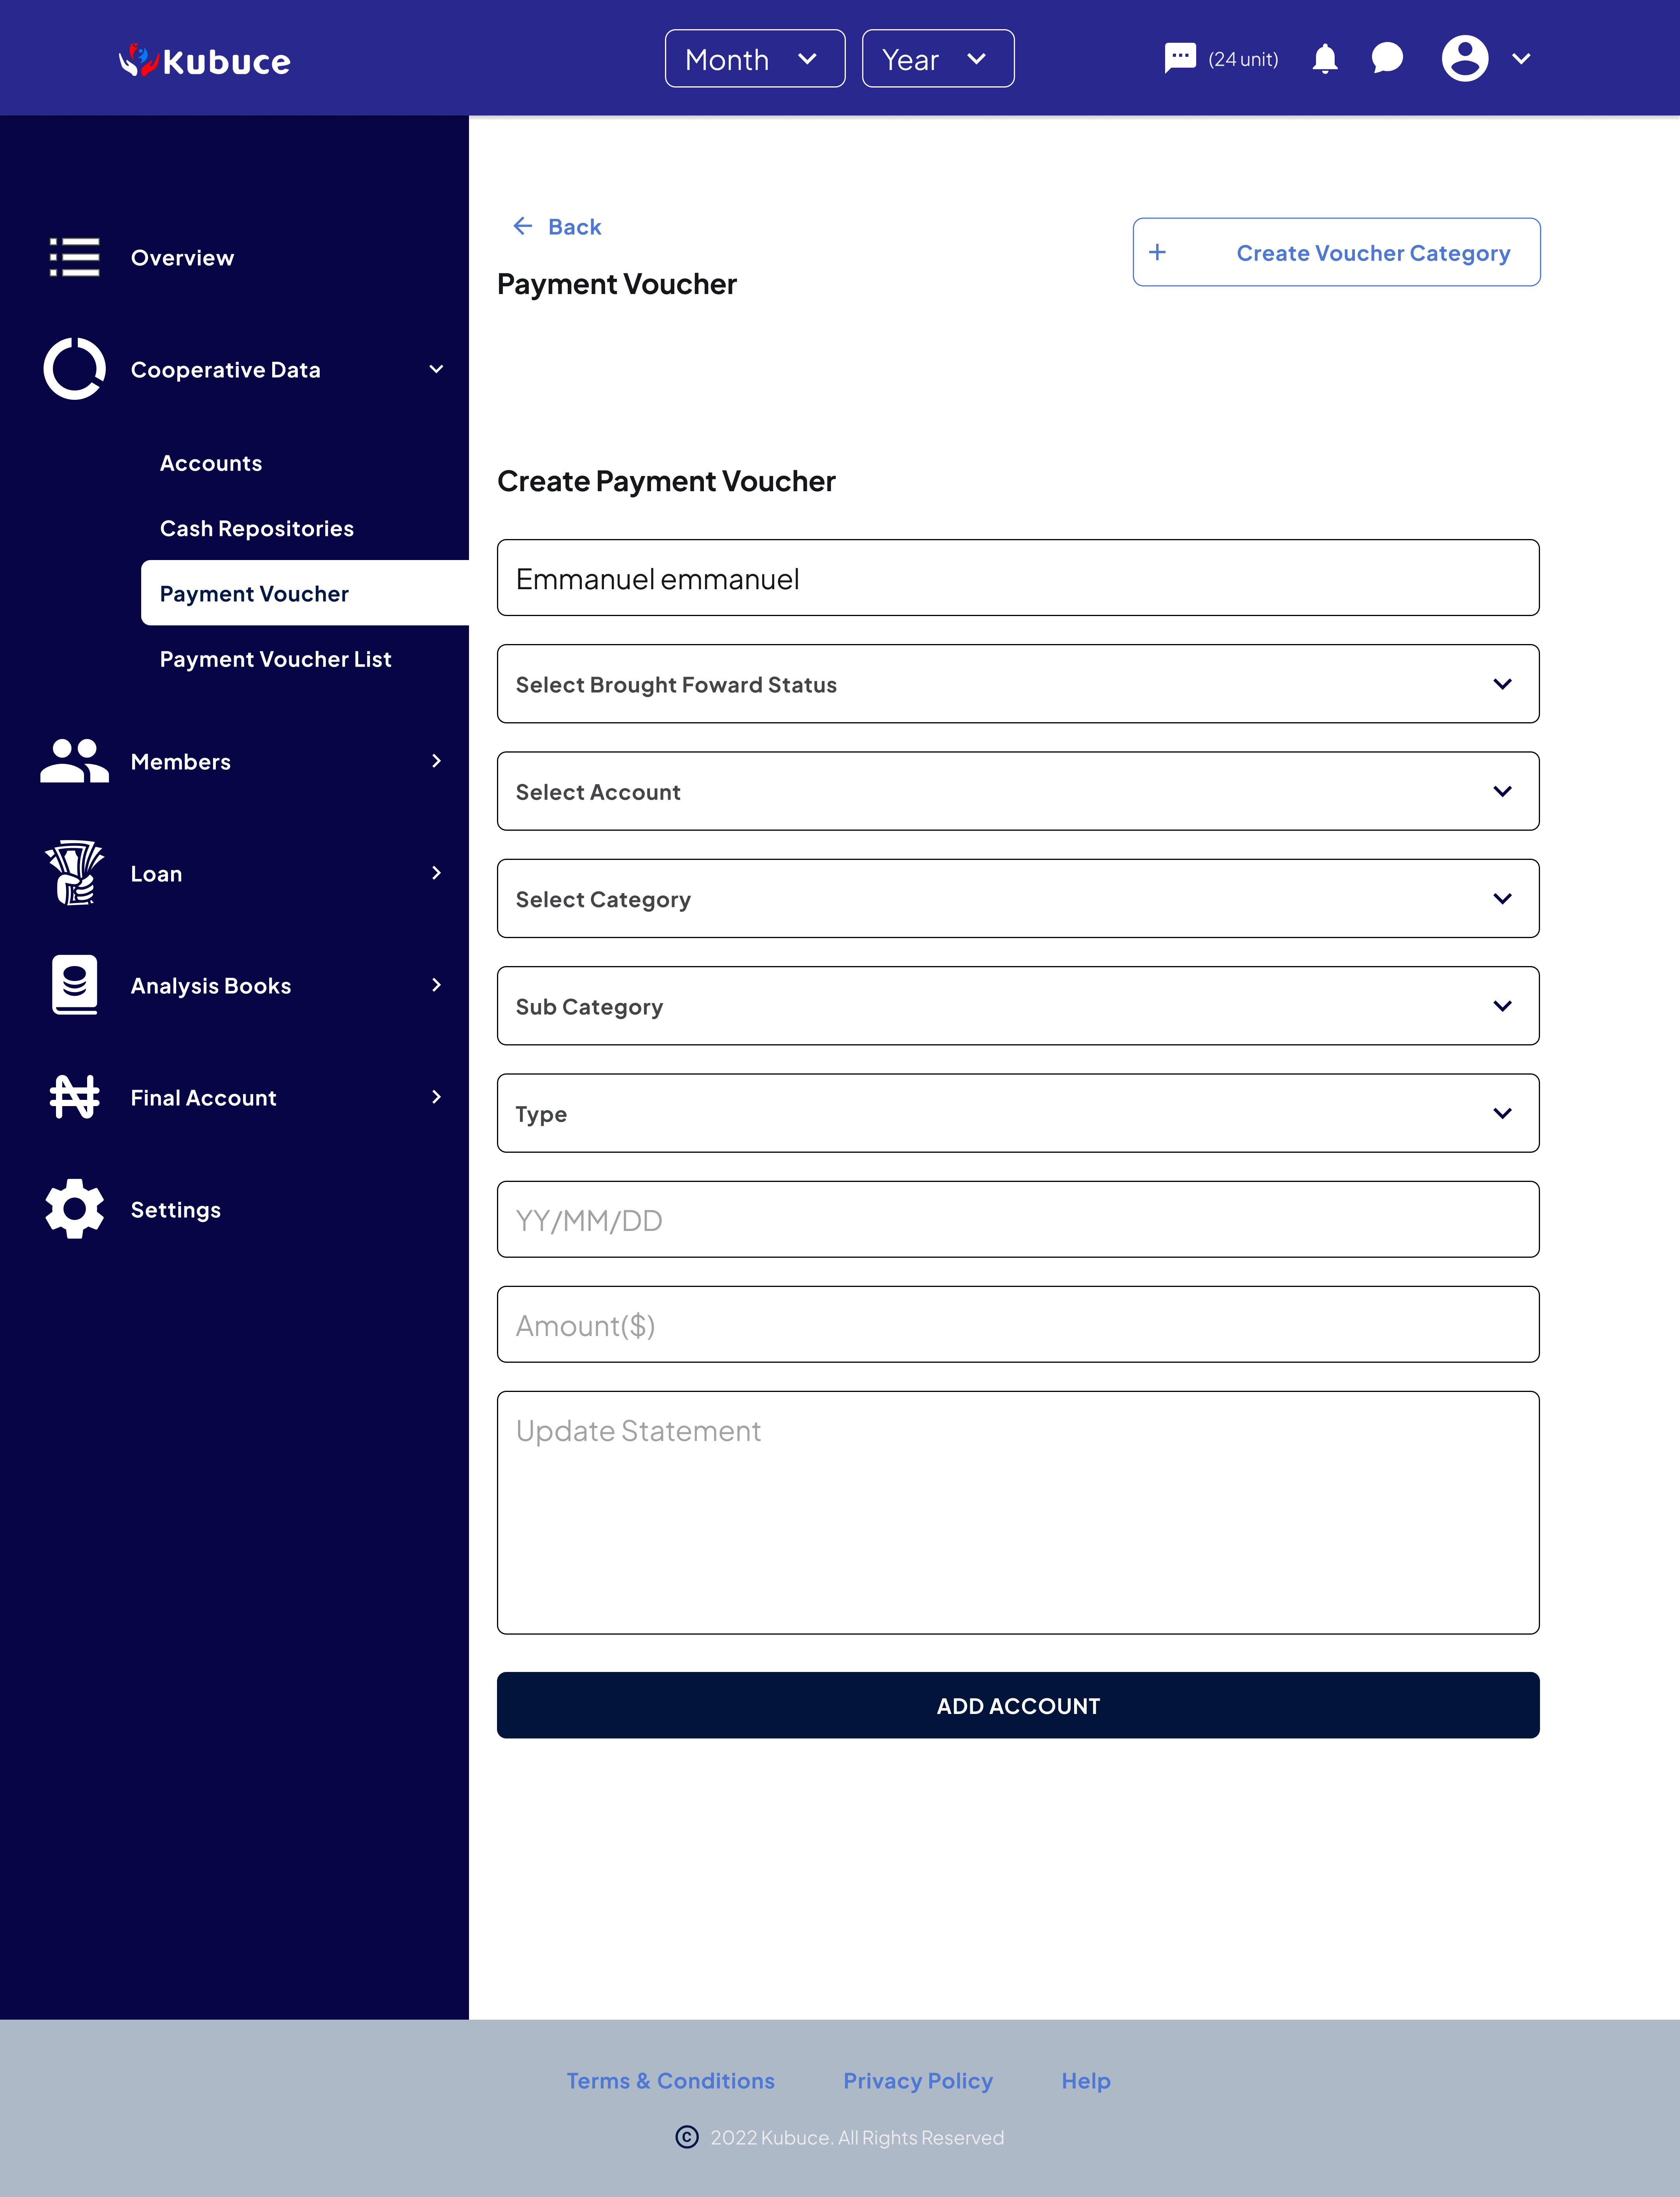 Kubuce
Month
Year
(24 unit)
Overview
Cooperative Data
Accounts
Cash Repositories
Payment Voucher
Payment Voucher List
Members
Loan
Analysis Books
Final Account
Settings
Back
Payment Voucher
+ Create Voucher Category
Create Payment Voucher
Emmanuel emmanuel
Select Brought Foward Status
Select Account
Select Category
Sub Category
Type
YY/MM/DD
Amount($)
Update Statement
ADD ACCOUNT
Terms & Conditions
Privacy Policy
Help
© 2022 Kubuce. All Rights Reserved